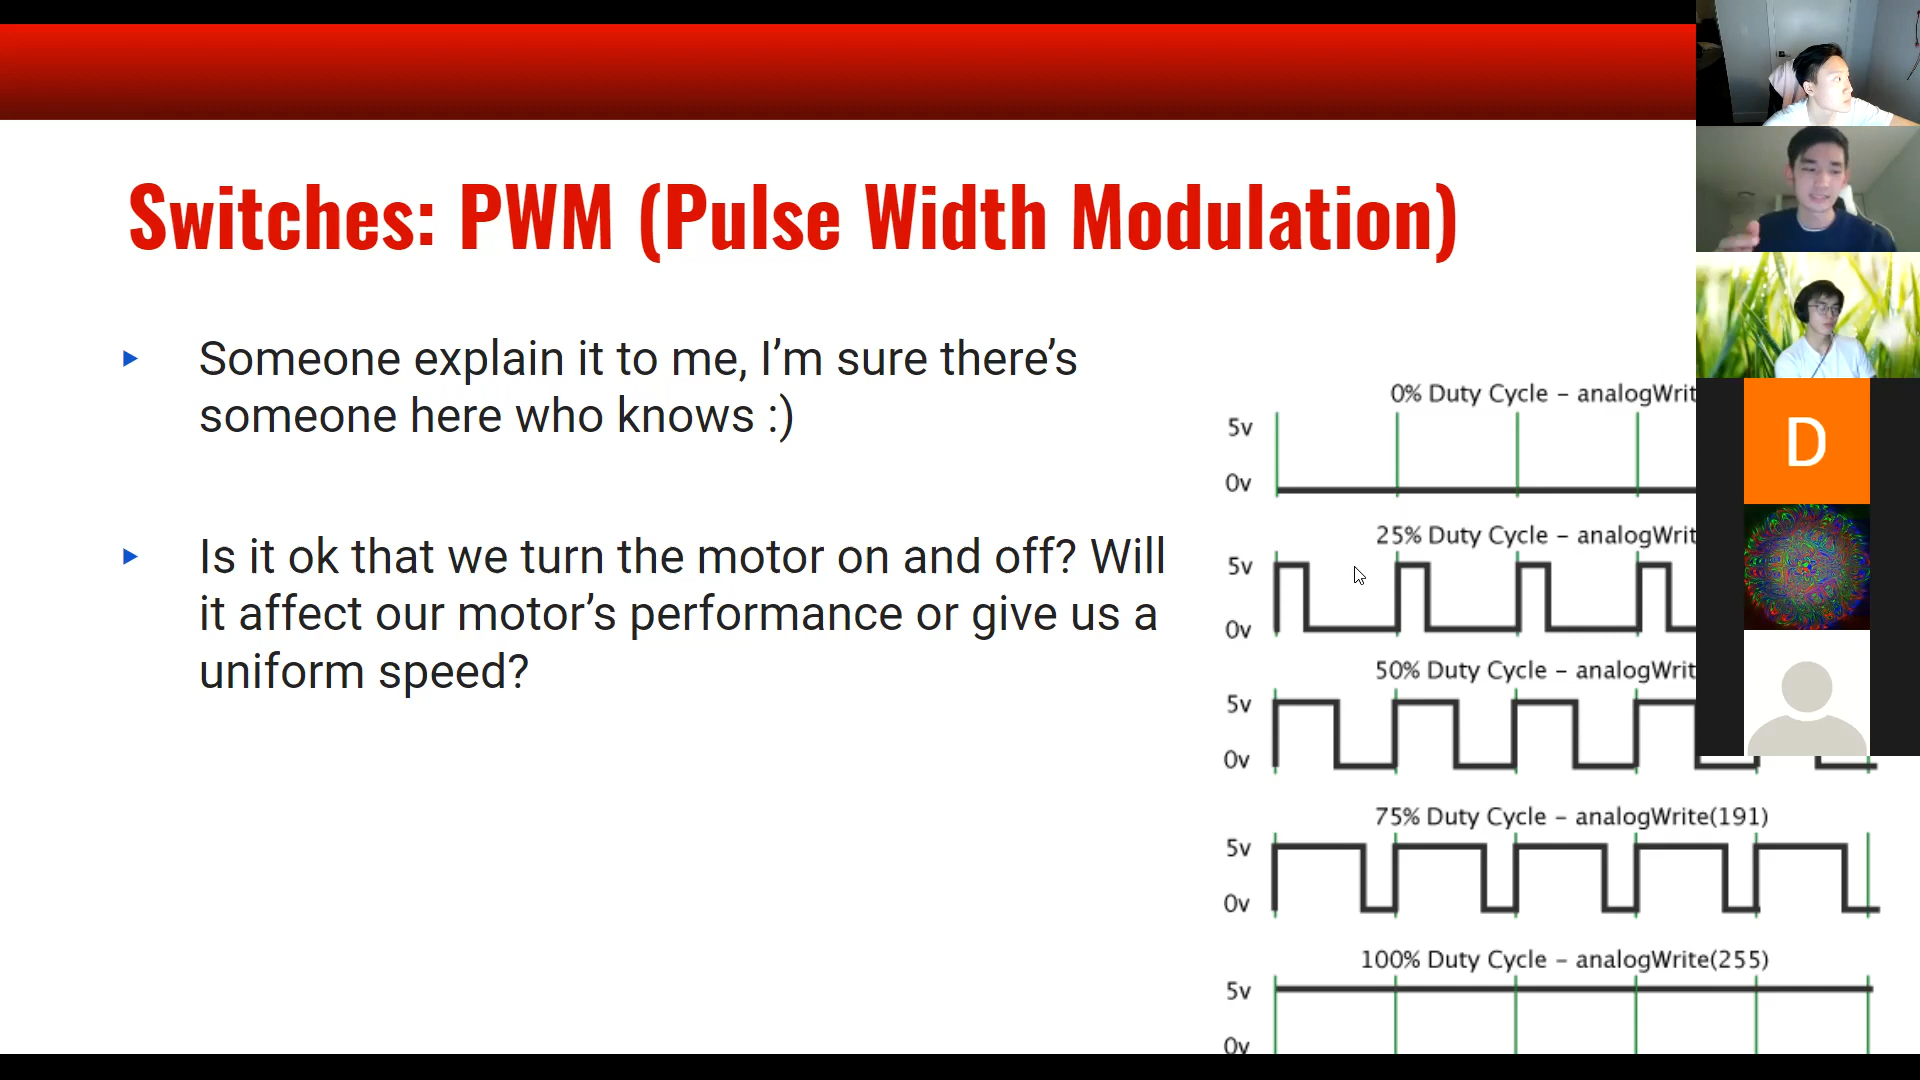 Switches: PWM (Pulse Width Modulation)
Someone explain it to me, I'm sure there's
someone here who knows :)
Is it ok that we turn the motor on and off? Will
it affect our motor's performance or give us a
uniform speed?
0% Duty Cycle – analogWrit
5v
0v
25% Duty Cycle – analogWrit
5v
0v
50% Duty Cycle – analogWrit
5v
0v
75% Duty Cycle – analogWrite(191)
5v
0v
100% Duty Cycle – analogWrite(255)
5v
0v
D